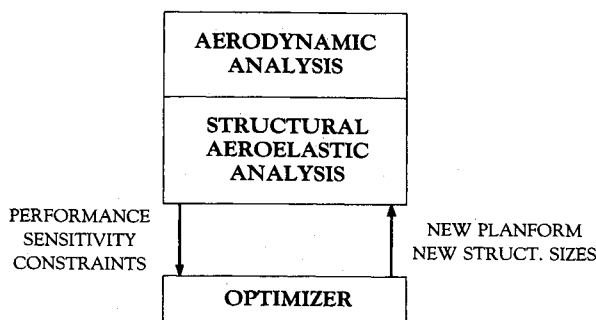 AERODYNAMIC
ANALYSIS
STRUCTURAL
AEROELASTIC
ANALYSIS
PERFORMANCE
SENSITIVITY
CONSTRAINTS
NEW PLANFORM
NEW STRUCT. SIZES
OPTIMIZER